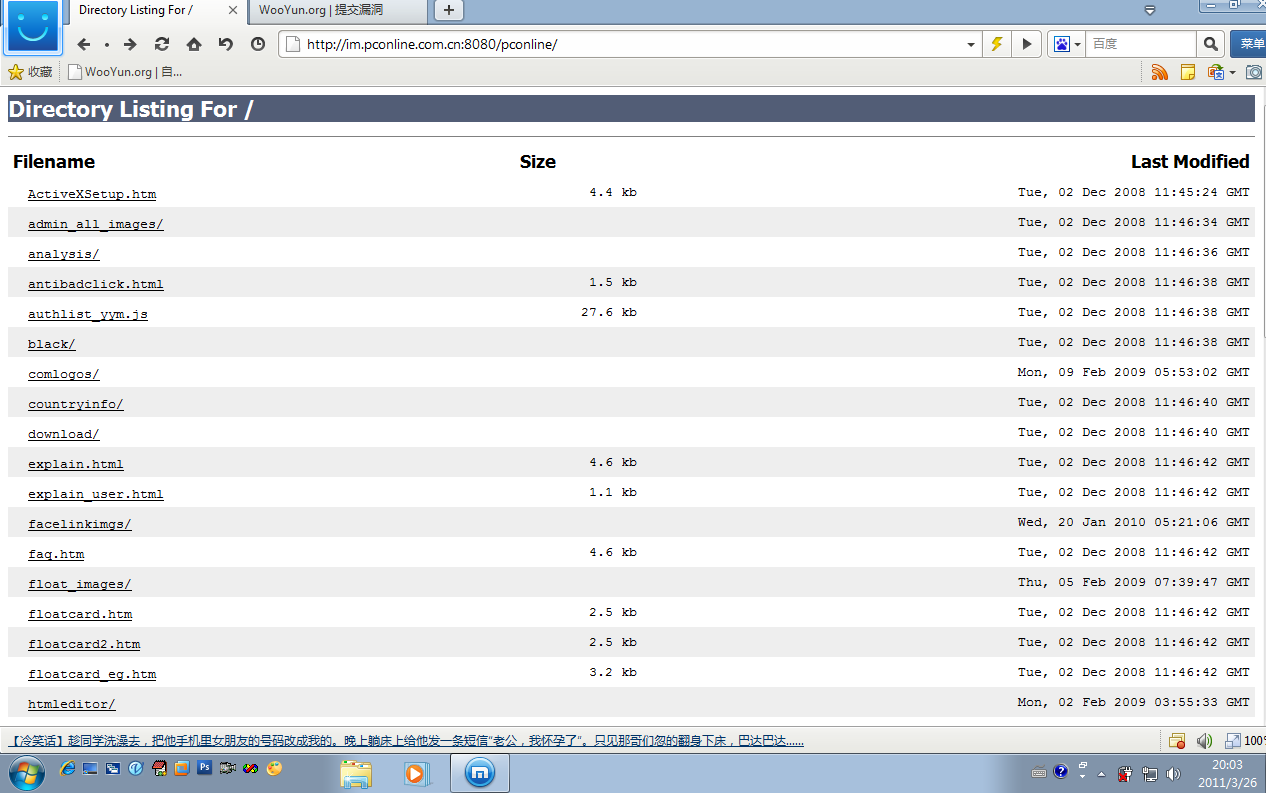 Directory Listing For /
WooYun.org | 提交漏洞
http://im.pconline.com.cn:8080/pconline/
百度
菜单
收藏
WooYun.org | 自...
Directory Listing For /
Filename Size Last Modified
ActiveXSetup.htm 4.4 kb Tue, 02 Dec 2008 11:45:24 GMT
admin_all_images/ Tue, 02 Dec 2008 11:46:34 GMT
analysis/ Tue, 02 Dec 2008 11:46:36 GMT
antibadclick.html 1.5 kb Tue, 02 Dec 2008 11:46:38 GMT
authlist_yym.js 27.6 kb Tue, 02 Dec 2008 11:46:38 GMT
black/ Tue, 02 Dec 2008 11:46:38 GMT
comlogos/ Mon, 09 Feb 2009 05:53:02 GMT
countryinfo/ Tue, 02 Dec 2008 11:46:40 GMT
download/ Tue, 02 Dec 2008 11:46:40 GMT
explain.html 4.6 kb Tue, 02 Dec 2008 11:46:42 GMT
explain_user.html 1.1 kb Tue, 02 Dec 2008 11:46:42 GMT
facelinkimgs/ Wed, 20 Jan 2010 05:21:06 GMT
faq.htm 4.6 kb Tue, 02 Dec 2008 11:46:42 GMT
float_images/ Thu, 05 Feb 2009 07:39:47 GMT
floatcard.htm 2.5 kb Tue, 02 Dec 2008 11:46:42 GMT
floatcard2.htm 2.5 kb Tue, 02 Dec 2008 11:46:42 GMT
floatcard_eg.htm 3.2 kb Tue, 02 Dec 2008 11:46:42 GMT
htmleditor/ Mon, 02 Feb 2009 03:55:33 GMT
【冷笑话】趁同学洗澡去，把他手机里女朋友的号码改成我的。晚上躺床上给他发一条短信“老公，我怀孕了”。只见那哥们忽的翻身下床，巴达巴达......
100%
Ps
20:03
2011/3/26